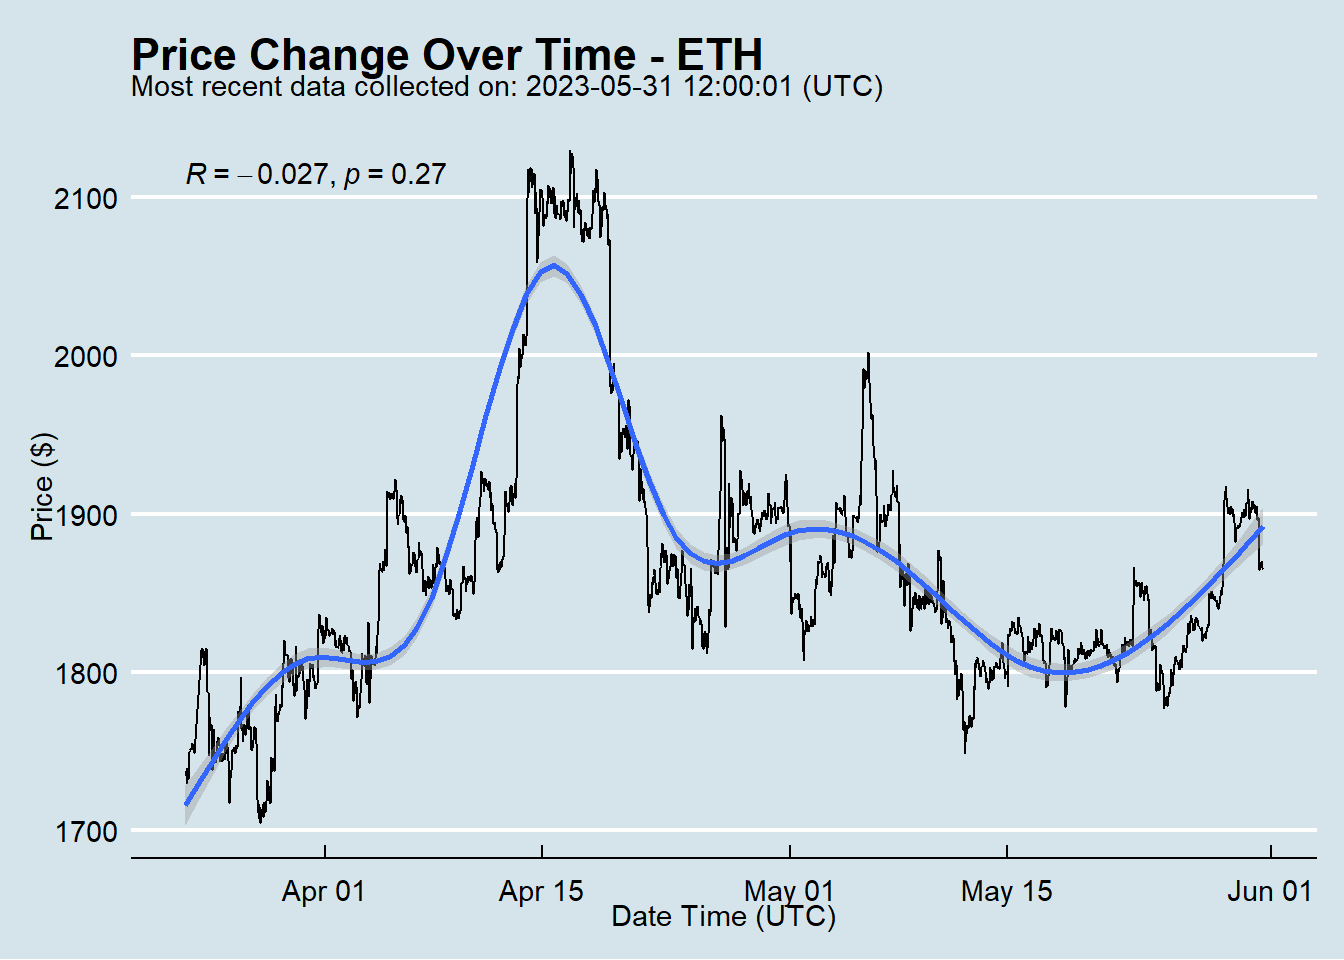 Price Change Over Time - ETH
Most recent data collected on: 2023-05-31 12:00:01 (UTC)
R = −0.027, p = 0.27
2100
2000
1900
1800
1700
Price ($)
Apr 01 Apr 15 May 01 May 15 Jun 01
Date Time (UTC)